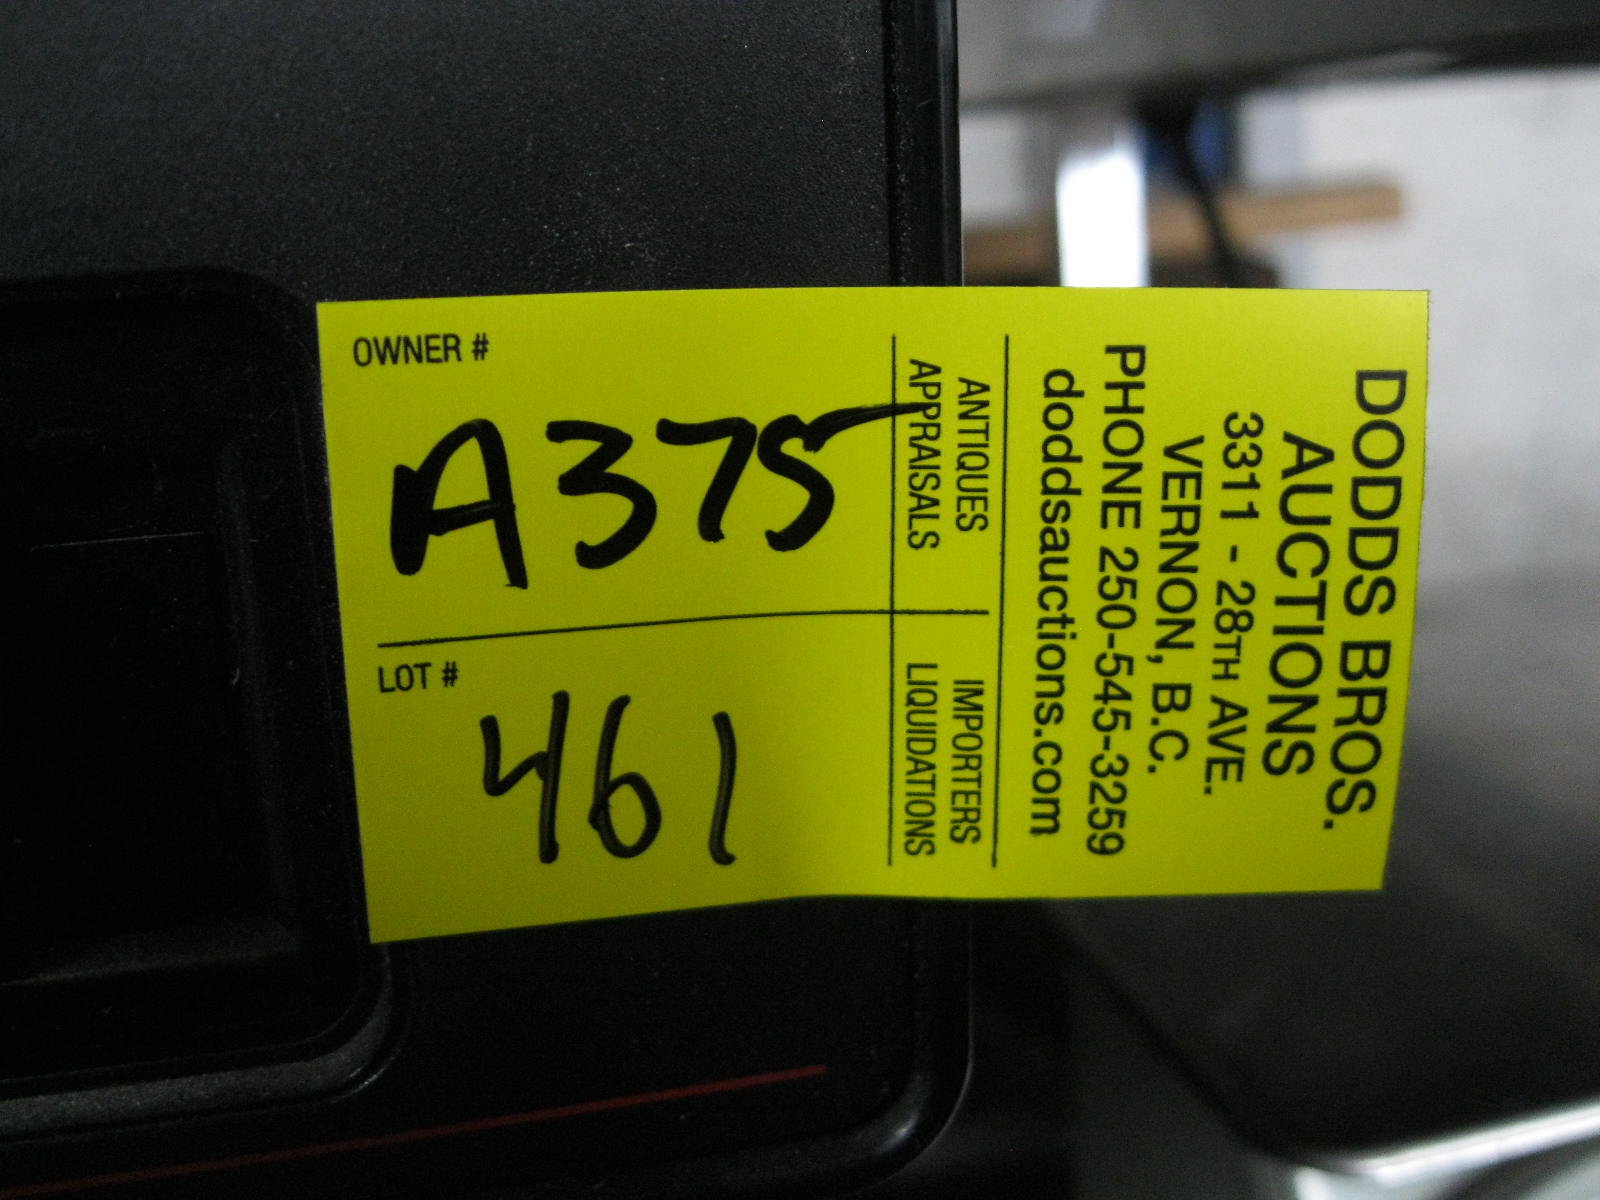 DODDS BROS.
AUCTIONS
3311 - 28TH AVE.
VERNON, B.C.
PHONE 250-545-3259
doddsauctions.com
ANTIQUES
APPRAISALS
IMPORTERS
LIQUIDATIONS
OWNER #
A375
LOT #
461